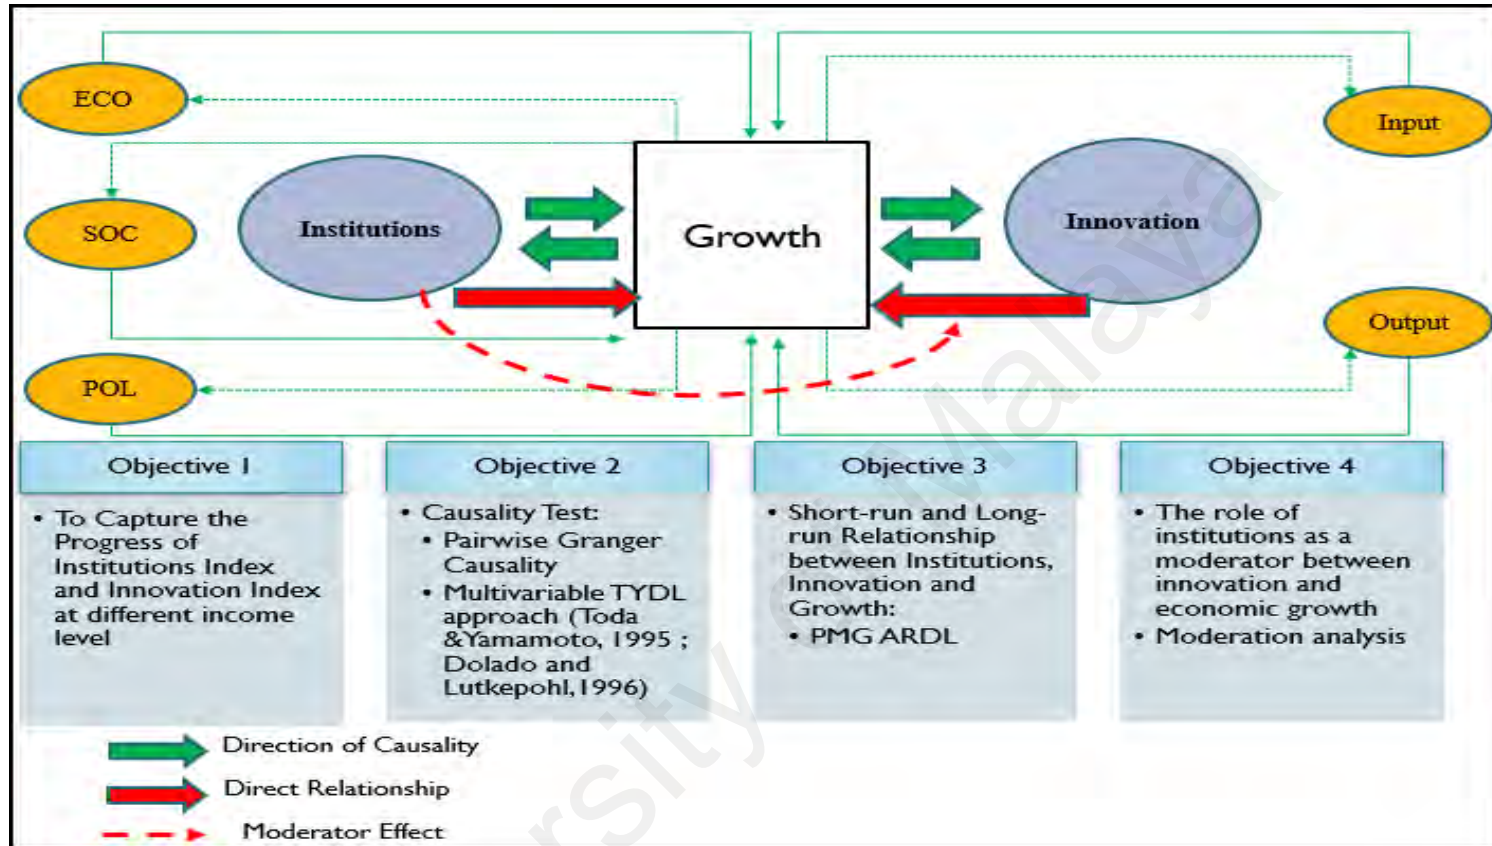 ECO
Input
SOC
Institutions
Growth
Innovation
Output
POL
Objective 1
• To Capture the
Progress of
Institutions Index
and Innovation Index
at different income
level
Objective 2
• Causality Test:
• Pairwise Granger
Causality
• Multivariable TYDL
approach (Toda
&Yamamoto, 1995 ;
Dolado and
Lutkepohl,1996)
Objective 3
• Short-run and Long-
run Relationship
between Institutions,
Innovation and
Growth:
• PMG ARDL
Objective 4
• The role of
institutions as a
moderator between
innovation and
economic growth
• Moderation analysis
Direction of Causality
Direct Relationship
Moderator Effect
rsity of Malaya